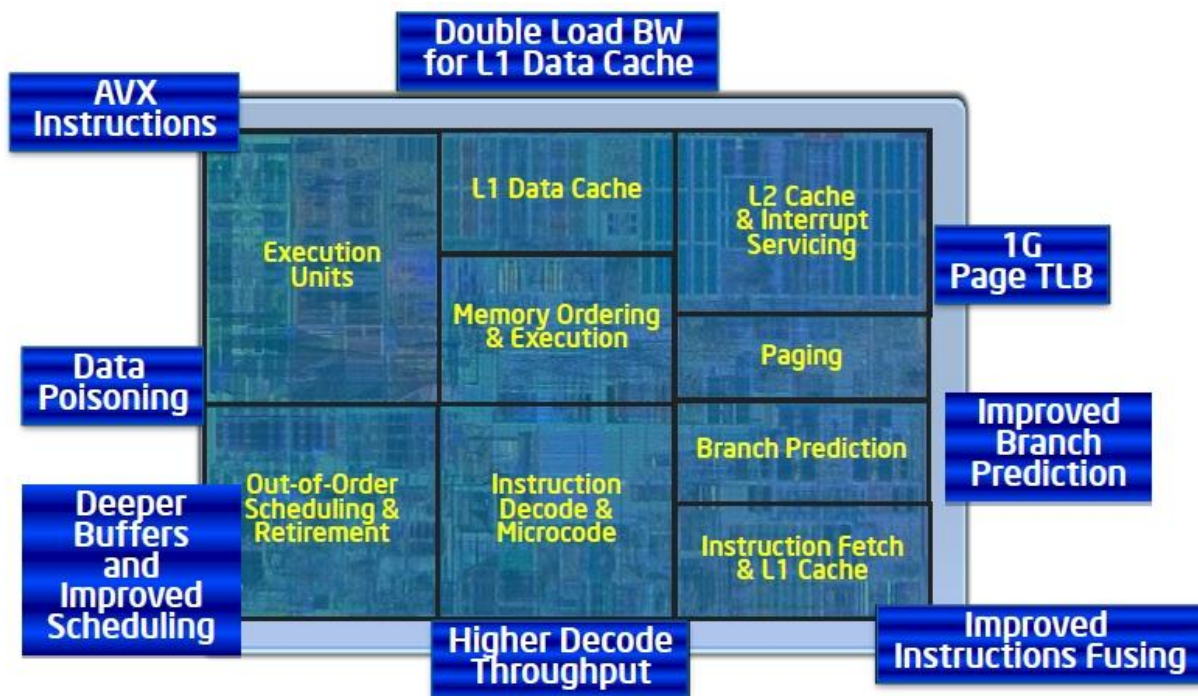 Double Load BW
for L1 Data Cache
AVX
Instructions
L1 Data Cache
L2 Cache
& Interrupt
Servicing
Execution
Units
1G
Page TLB
Memory Ordering
& Execution
Paging
Data
Poisoning
Improved
Branch
Prediction
Branch Prediction
Out-of-Order
Scheduling &
Retirement
Instruction
Decode &
Microcode
Deeper
Buffers
and
Improved
Scheduling
Instruction Fetch
& L1 Cache
Higher Decode
Throughput
Improved
Instructions Fusing